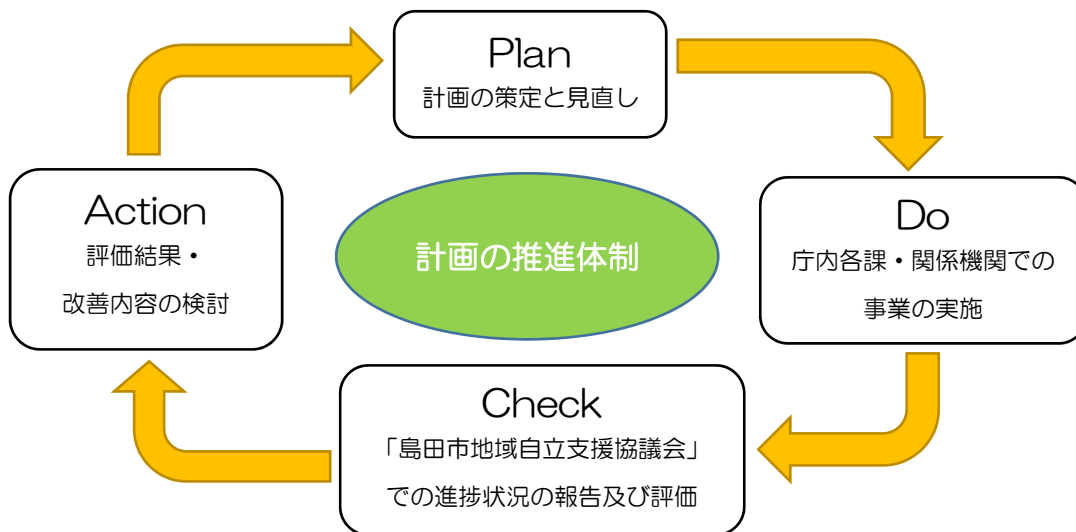 Plan
計画の策定と見直し
Action
評価結果・
改善内容の検討
計画の推進体制
Do
庁内各課・関係機関での
事業の実施
Check
「島田市地域自立支援協議会」
での進捗状況の報告及び評価